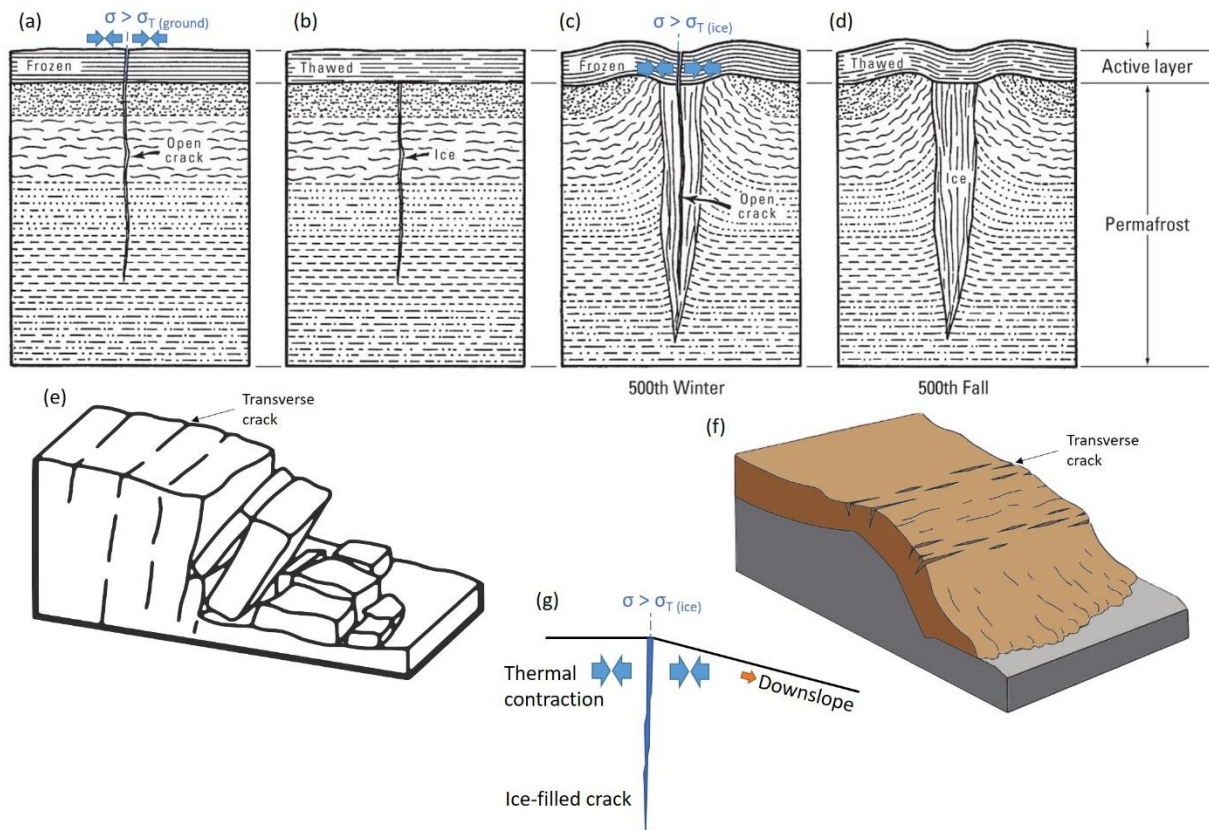 (a)
σ > σT (ground)
Frozen
Open
crack
(b)
Thawed
Ice
(c)
σ > σT (ice)
Frozen
Open
crack
500th Winter
(d)
Thawed
Ice
500th Fall
Active layer
Permafrost
(e)
Transverse
crack
(f)
Transverse
crack
(g)
σ > σT (ice)
Thermal
contraction
Downslope
Ice-filled crack